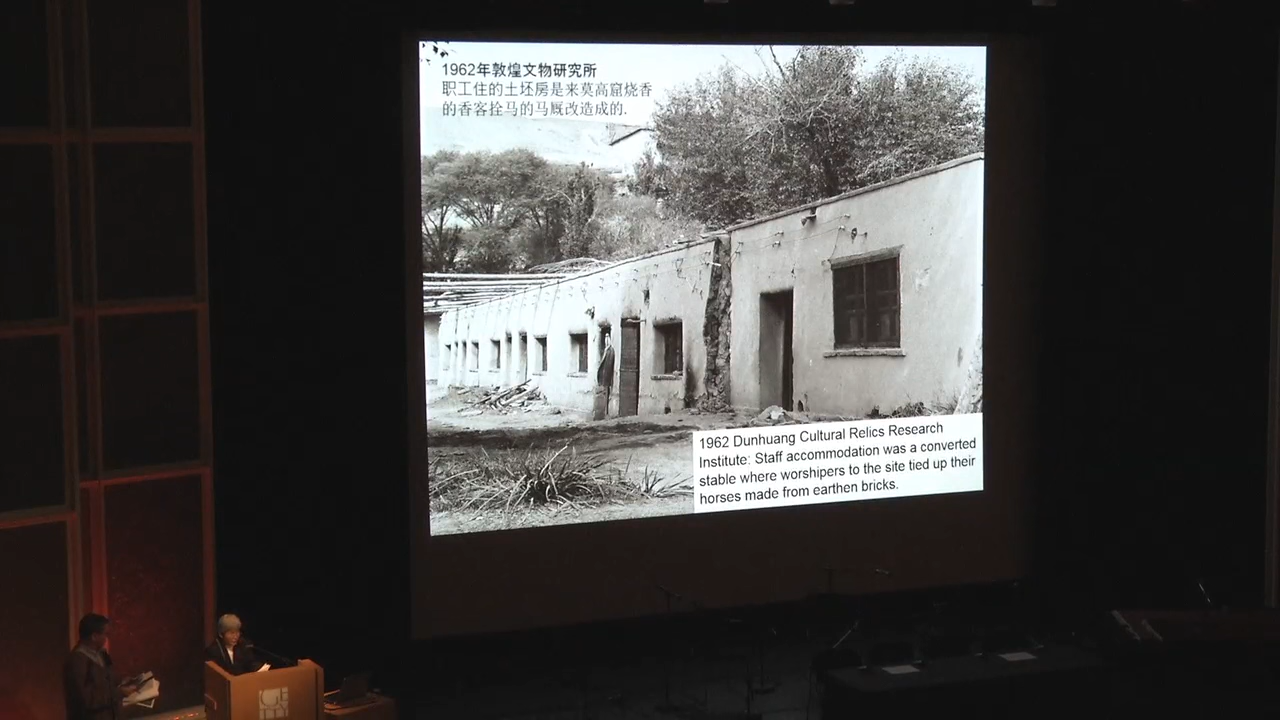 1962年敦煌文物研究所
职工住的土坯房是来莫高窟烧香
的香客拴马的马厩改造成的.
1962 Dunhuang Cultural Relics Research
Institute: Staff accommodation was a converted
stable where worshipers to the site tied up their
horses made from earthen bricks.